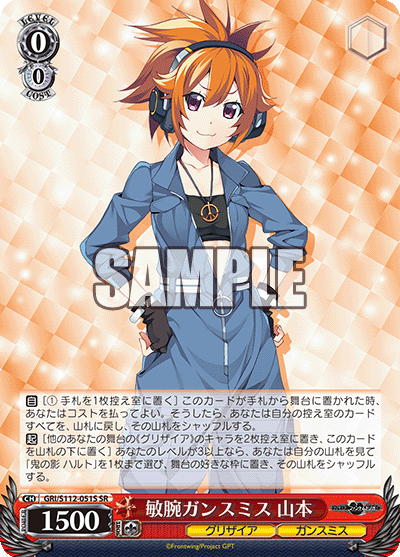 LEVEL
0
0
COST
SAMPLE
自 [① 手札を1枚控え室に置く] このカードが手札から舞台に置かれた時、
あなたはコストを払ってよい。そうしたら、あなたは自分の控え室のカード
すべてを、山札に戻し、その山札をシャッフルする。
起 [他のあなたの舞台の《グリザイア》のキャラを2枚控え室に置き、このカー
ドを山札の下に置く] あなたのレベルが3以上なら、あなたは自分の山札を見
て「鬼の影 ハルト」を1枚まで選び、舞台の好きな枠に置き、その山札をシャ
ッフルする。
CH GRI/S112-051S SR
POWER 1500
敏腕ガンスミス 山本
グリザイア
ガンスミス
©Frontwing/Project GPT